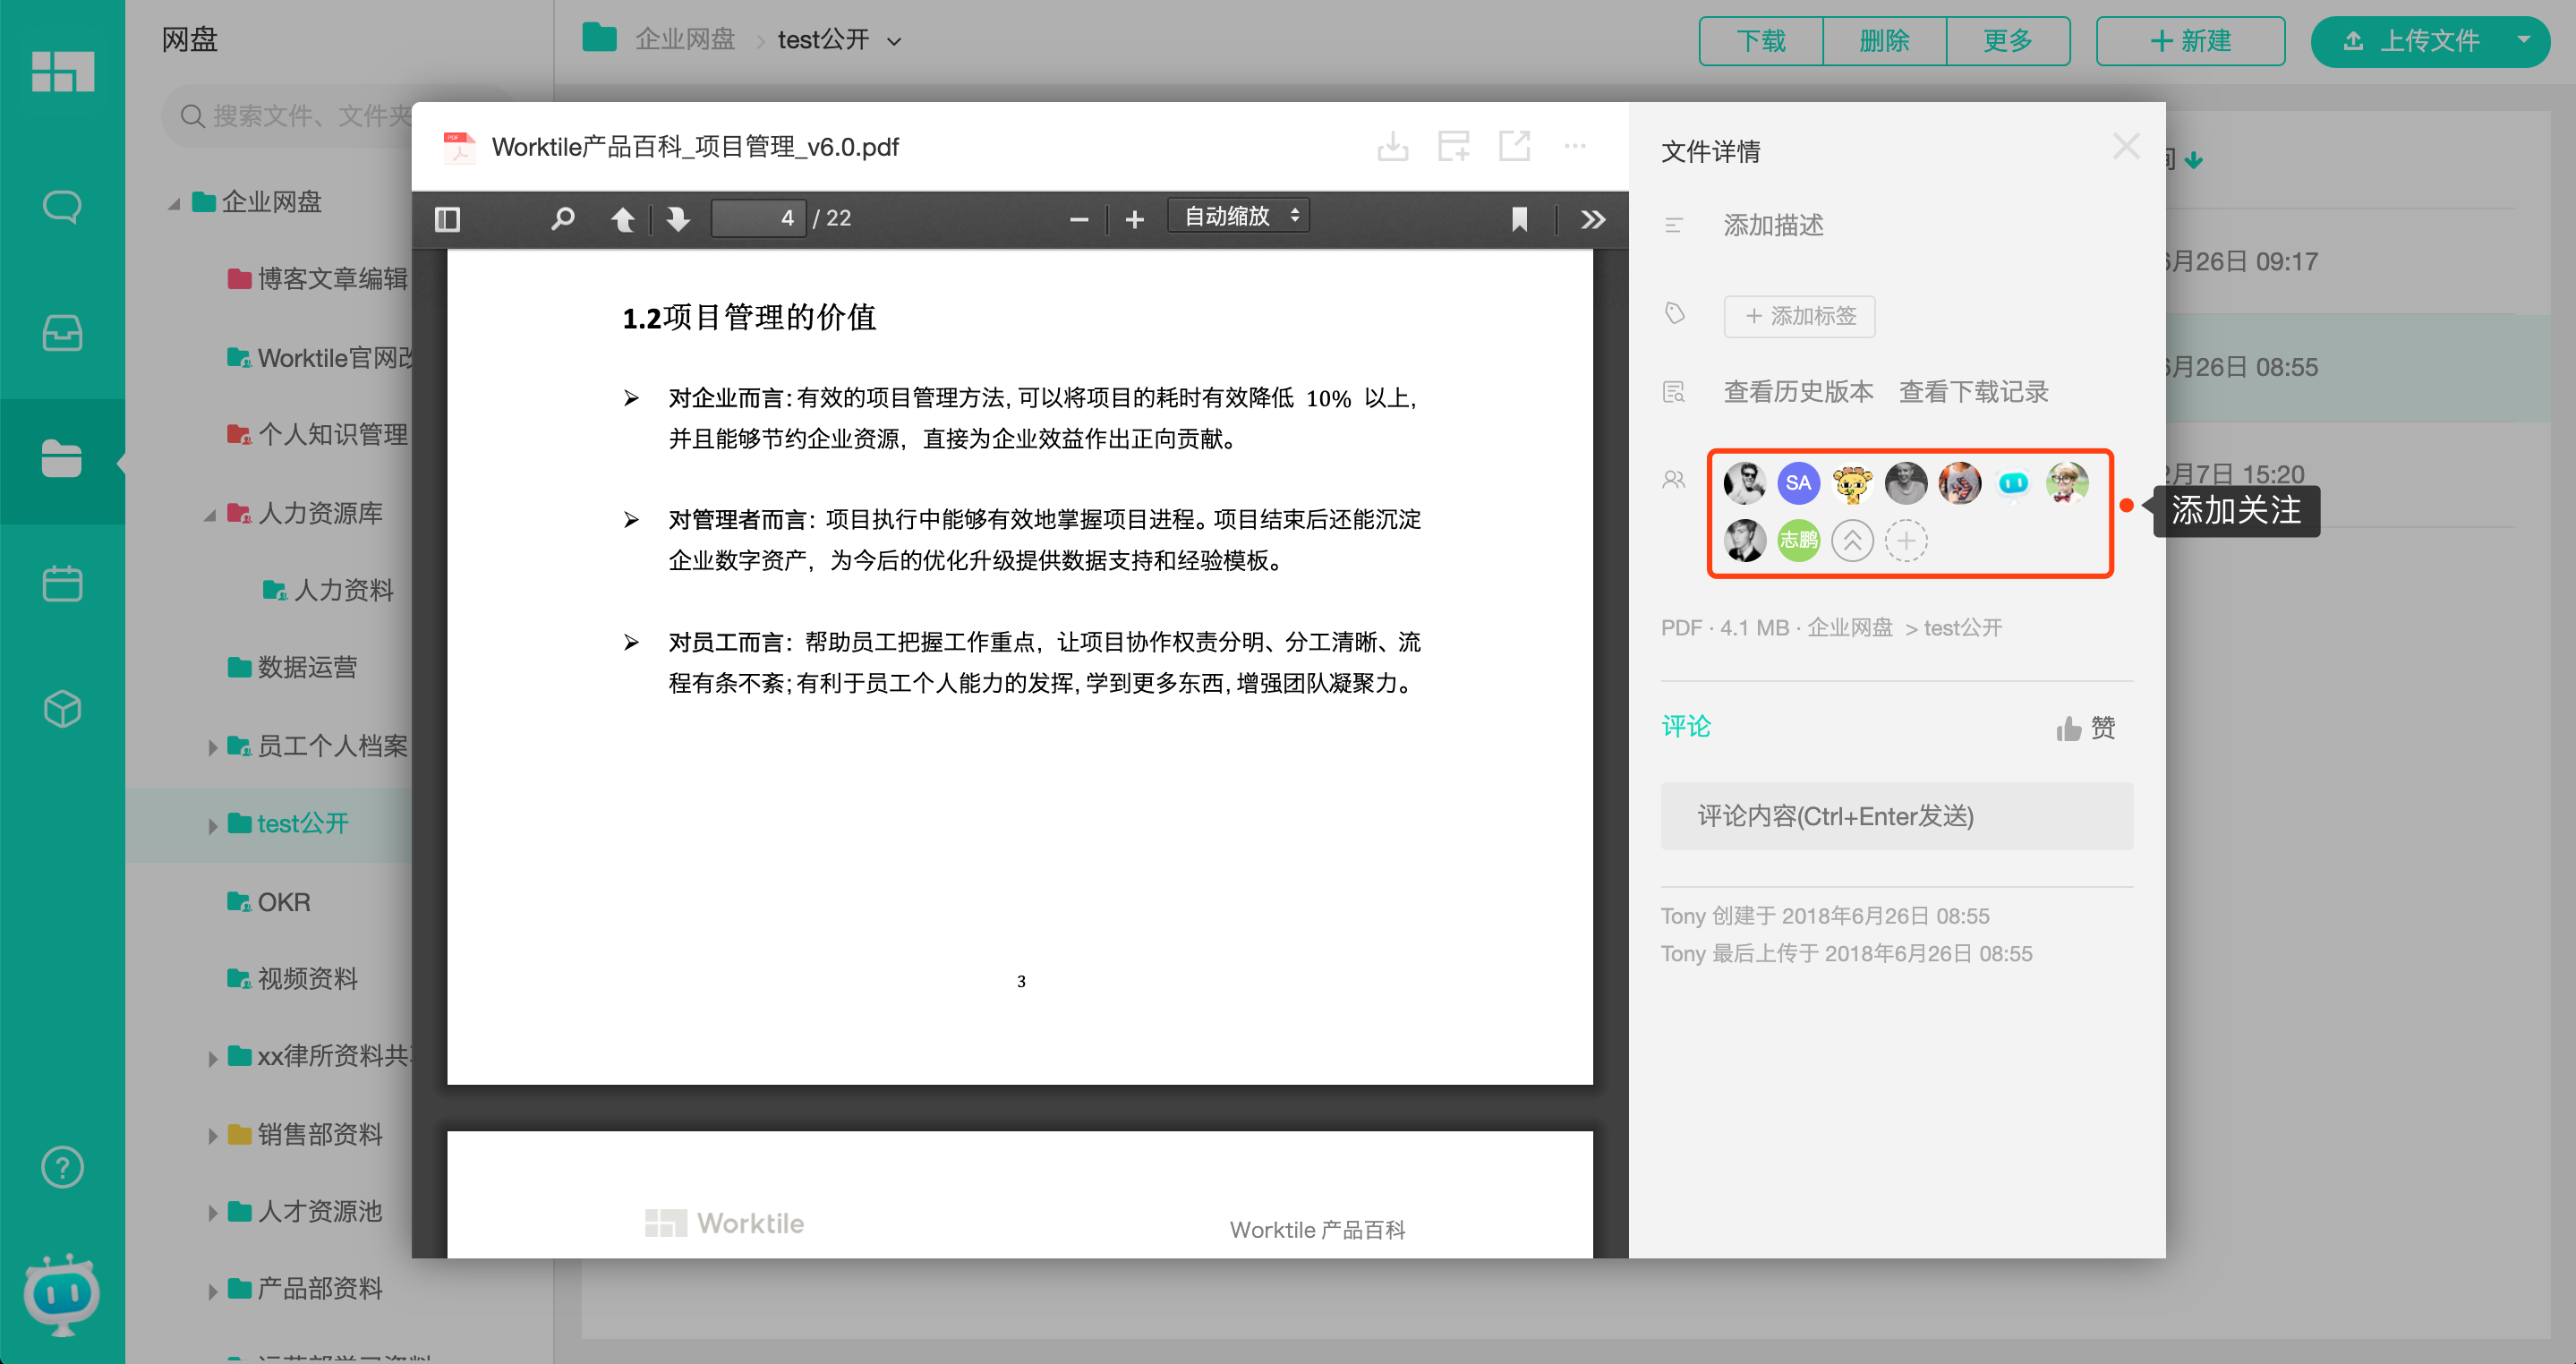 网盘
企业网盘 > test公开
下载
删除
更多
+ 新建
上传文件
搜索文件、文件夹
企业网盘
博客文章编辑
Worktile官网
个人知识管理
人力资源库
人力资料
数据运营
员工个人档案
test公开
OKR
视频资料
xx律所资料共
销售部资料
人才资源池
产品部资料
PDF
Worktile产品百科_项目管理_v6.0.pdf
4 / 22
自动缩放
1.2项目管理的价值
➢ 对企业而言:有效的项目管理方法,可以将项目的耗时有效降低 10% 以上,
并且能够节约企业资源，直接为企业效益作出正向贡献。
➢ 对管理者而言：项目执行中能够有效地掌握项目进程。项目结束后还能沉淀
企业数字资产，为今后的优化升级提供数据支持和经验模板。
➢ 对员工而言：帮助员工把握工作重点，让项目协作权责分明、分工清晰、流
程有条不紊;有利于员工个人能力的发挥,学到更多东西,增强团队凝聚力。
3
Worktile
Worktile 产品百科
文件详情
添加描述
+ 添加标签
查看历史版本 查看下载记录
SA
志鹏
添加关注
PDF · 4.1 MB · 企业网盘 > test公开
评论
赞
评论内容(Ctrl+Enter发送)
Tony 创建于 2018年6月26日 08:55
Tony 最后上传于 2018年6月26日 08:55
月26日 09:17
月26日 08:55
月7日 15:20